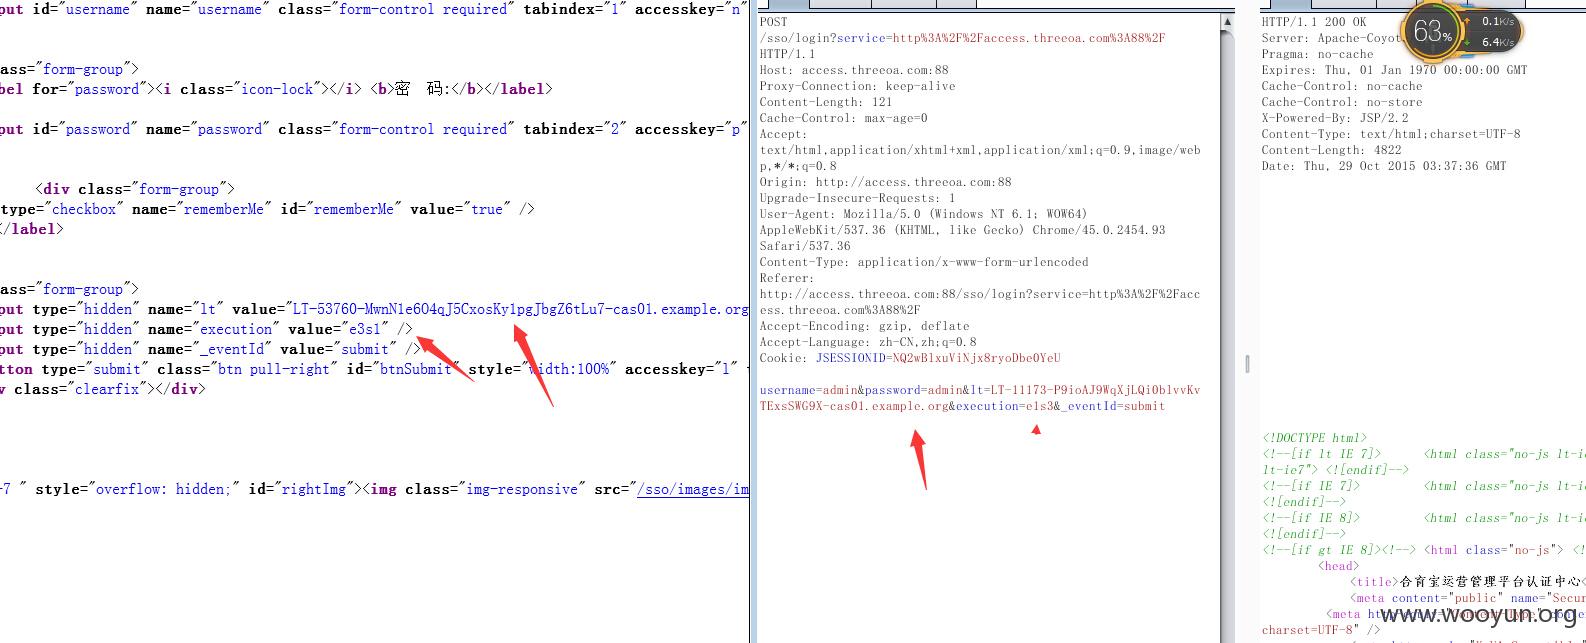 put id="username" name="username" class="form-control required" tabindex="1" accesskey="n"
ass="form-group">
bel for="password"><i class="icon-lock"></i> <b>密 码:</b></label>
put id="password" name="password" class="form-control required" tabindex="2" accesskey="p"
<div class="form-group">
type="checkbox" name="rememberMe" id="rememberMe" value="true" />
</label>
ass="form-group">
put type="hidden" name="lt" value="LT-53760-MwnN1e604qJ5CxosKy1pgJbgZ6tLu7-cas01.example.org
put type="hidden" name="execution" value="e3s1" />
put type="hidden" name="_eventId" value="submit" />
tton type="submit" class="btn pull-right" id="btnSubmit" style="width:100%" accesskey="l"
v class="clearfix"></div>
-7 " style="overflow: hidden;" id="rightImg"><img class="img-responsive" src="/sso/images/im
POST
/sso/login?service=http%3A%2F%2Faccess.threeoa.com%3A88%2F
HTTP/1.1
Host: access.threeoa.com:88
Proxy-Connection: keep-alive
Content-Length: 121
Cache-Control: max-age=0
Accept:
text/html,application/xhtml+xml,application/xml;q=0.9,image/web
p,*/*;q=0.8
Origin: http://access.threeoa.com:88
Upgrade-Insecure-Requests: 1
User-Agent: Mozilla/5.0 (Windows NT 6.1; WOW64)
AppleWebKit/537.36 (KHTML, like Gecko) Chrome/45.0.2454.93
Safari/537.36
Content-Type: application/x-www-form-urlencoded
Referer:
http://access.threeoa.com:88/sso/login?service=http%3A%2F%2Facc
ess.threeoa.com%3A88%2F
Accept-Encoding: gzip, deflate
Accept-Language: zh-CN,zh;q=0.8
Cookie: JSESSIONID=NQ2wBlxuYiNjx8ryoDbe0YeU
username=admin&password=admin&lt=LT-11173-P9ioAJ9WqXjLQi0blvvKv
TExsSWG9X-cas01.example.org&execution=e1s3&_eventId=submit
HTTP/1.1 200 OK
Server: Apache-Coyot
Pragma: no-cache
Expires: Thu, 01 Jan 1970 00:00:00 GMT
Cache-Control: no-cache
Cache-Control: no-store
X-Powered-By: JSP/2.2
Content-Type: text/html;charset=UTF-8
Content-Length: 4822
Date: Thu, 29 Oct 2015 03:37:36 GMT
63%
0.1K/s
6.4K/s
<!DOCTYPE html>
<!--[if lt IE 7]> <html class="no-js lt-ie
lt-ie7"> <![endif]-->
<!--[if IE 7]> <html class="no-js lt-ie
<![endif]-->
<!--[if IE 8]> <html class="no-js lt-ie
<![endif]-->
<!--[if gt IE 8]><!--> <html class="no-js"> <!
<head>
<title>合育宝运营管理平台认证中心<
<meta content="public" name="Secur
<meta http-equiv="Content-Type" conte
charset=UTF-8" />
www.wooyun.org